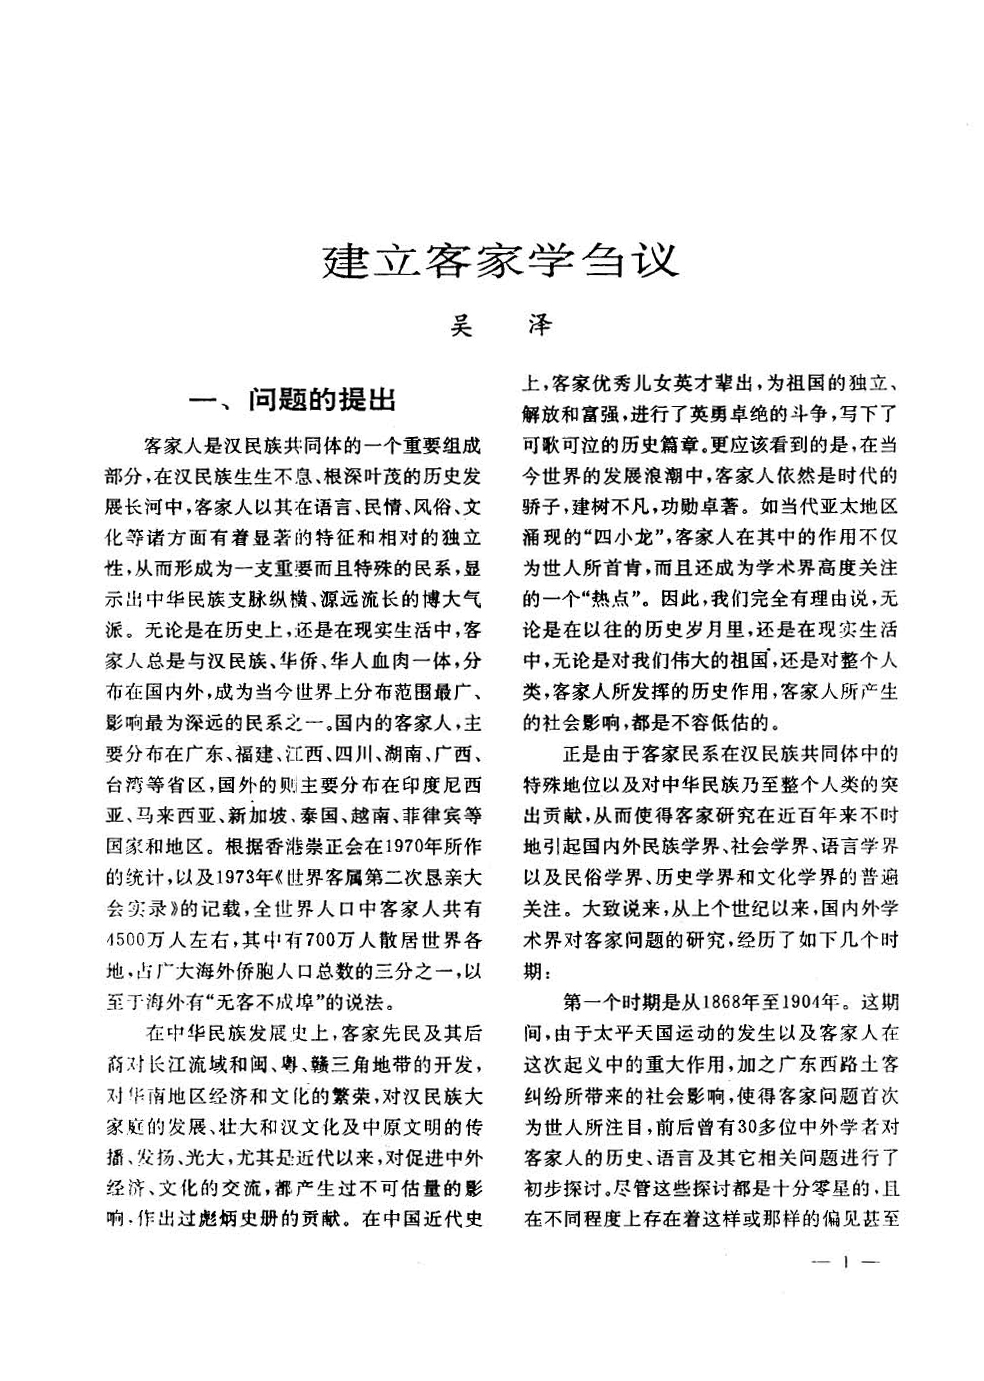 建立客家学刍议
吴 泽
一、问题的提出
客家人是汉民族共同体的一个重要组成
部分,在汉民族生生不息、根深叶茂的历史发
展长河中,客家人以其在语言、民情、风俗、文
化等诸方面有着显著的特征和相对的独立
性,从而形成为一支重要而且特殊的民系,显
示出中华民族支脉纵横、源远流长的博大气
派。无论是在历史上,还是在现实生活中,客
家人总是与汉民族、华侨、华人血肉一体,分
布在国内外,成为当今世界上分布范围最广、
影响最为深远的民系之一。国内的客家人,主
要分布在广东、福建、江西、四川、湖南、广西、
台湾等省区,国外的则主要分布在印度尼西
亚、马来西亚、新加坡、泰国、越南、菲律宾等
国家和地区。根据香港崇正会在1970年所作
的统计,以及1973年《世界客属第二次恳亲大
会实录》的记载,全世界人口中客家人共有
4500万人左右,其中有700万人散居世界各
地,占广大海外侨胞人口总数的三分之一,以
至于海外有“无客不成埠”的说法。
在中华民族发展史上,客家先民及其后
裔对长江流域和闽、粤、赣三角地带的开发,
对华南地区经济和文化的繁荣,对汉民族大
家庭的发展、壮大和汉文化及中原文明的传
播、发扬、光大,尤其是近代以来,对促进中外
经济、文化的交流,都产生过不可估量的影
响,作出过彪炳史册的贡献。在中国近代史
上,客家优秀儿女英才辈出,为祖国的独立、
解放和富强,进行了英勇卓绝的斗争,写下了
可歌可泣的历史篇章。更应该看到的是,在当
今世界的发展浪潮中,客家人依然是时代的
骄子,建树不凡,功勋卓著。如当代亚太地区
涌现的“四小龙”,客家人在其中的作用不仅
为世人所首肯,而且还成为学术界高度关注
的一个“热点”。因此,我们完全有理由说,无
论是在以往的历史岁月里,还是在现实生活
中,无论是对我们伟大的祖国,还是对整个人
类,客家人所发挥的历史作用,客家人所产生
的社会影响,都是不容低估的。
正是由于客家民系在汉民族共同体中的
特殊地位以及对中华民族乃至整个人类的突
出贡献,从而使得客家研究在近百年来不时
地引起国内外民族学界、社会学界、语言学界
以及民俗学界、历史学界和文化学界的普遍
关注。大致说来,从上个世纪以来,国内外学
术界对客家问题的研究,经历了如下几个时
期:
第一个时期是从1868年至1904年。这期
间,由于太平天国运动的发生以及客家人在
这次起义中的重大作用,加之广东西路土客
纠纷所带来的社会影响,使得客家问题首次
为世人所注目,前后曾有30多位中外学者对
客家人的历史、语言及其它相关问题进行了
初步探讨。尽管这些探讨都是十分零星的,且
在不同程度上存在着这样或那样的偏见甚至
— 1 —